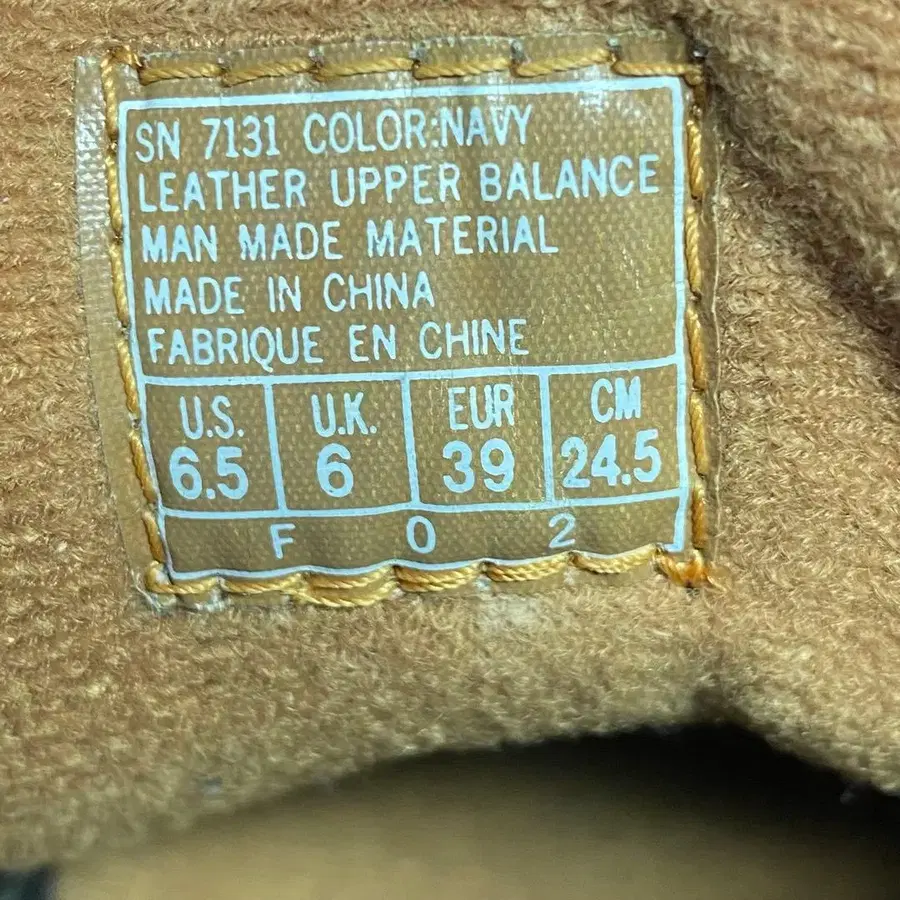 SN 7131 COLOR:NAVY
LEATHER UPPER BALANCE
MAN MADE MATERIAL
MADE IN CHINA
FABRIQUE EN CHINE
U.S. U.K. EUR CM
6.5 6 39 24.5
F 0 2